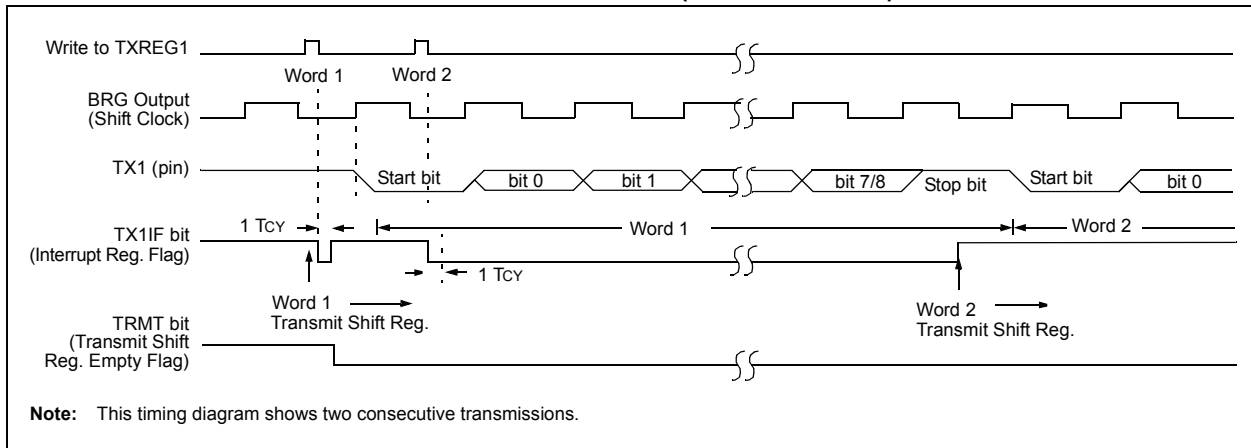 Write to TXREG1
Word 1
Word 2
BRG Output
(Shift Clock)
TX1 (pin)
Start bit
bit 0
bit 1
bit 7/8
Stop bit
Start bit
bit 0
1 TCY
TX1IF bit
(Interrupt Reg. Flag)
Word 1
Word 2
1 TCY
Word 1
Transmit Shift Reg.
Word 2
Transmit Shift Reg.
TRMT bit
(Transmit Shift
Reg. Empty Flag)
Note: This timing diagram shows two consecutive transmissions.